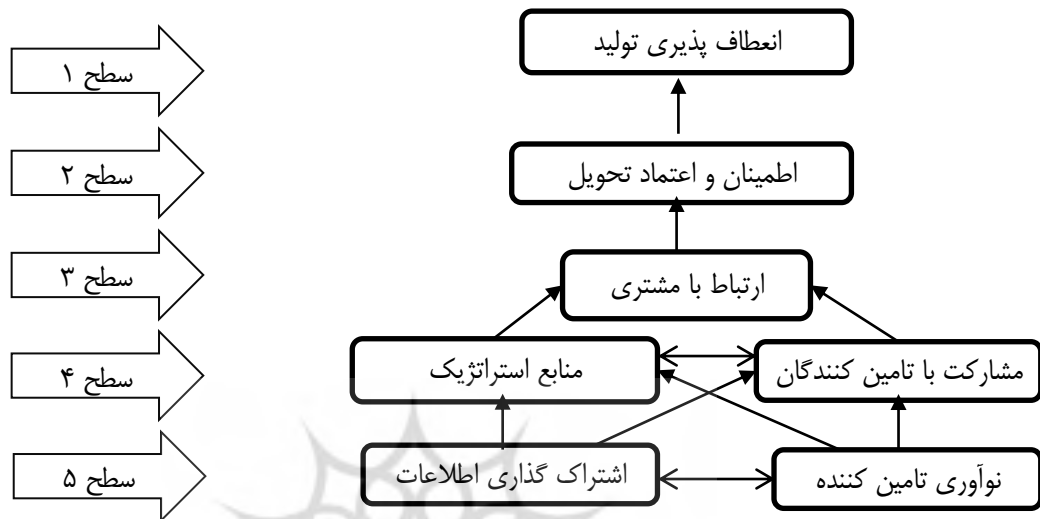 انعطاف پذیری تولید
سطح ۱
اطمینان و اعتماد تحویل
سطح ۲
ارتباط با مشتری
سطح ۳
مشارکت با تامین کنندگان
منابع استراتژیک
سطح ۴
نوآوری تامین کننده
اشتراک گذاری اطلاعات
سطح ۵